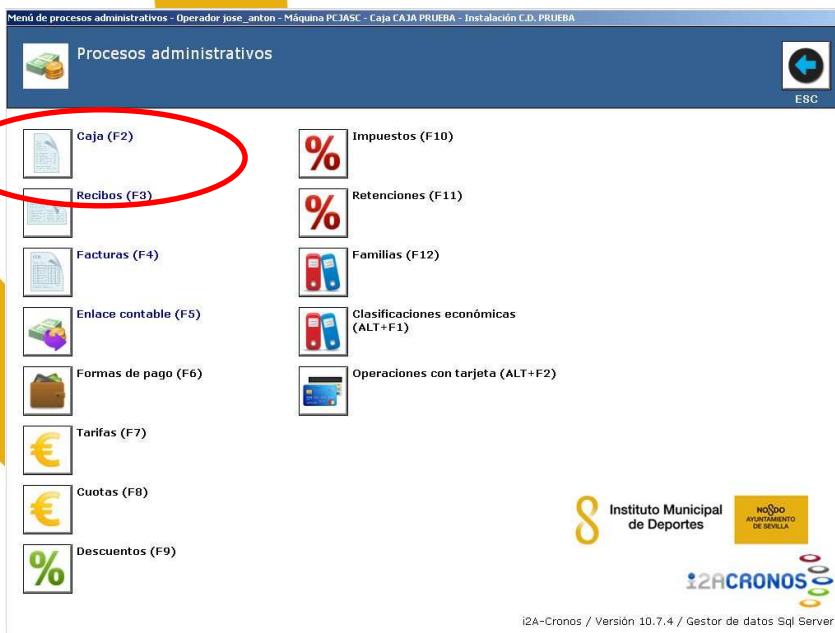 Menú de procesos administrativos - Operador jose_anton - Máquina PCJASC - Caja CAJA PRUEBA - Instalación C.D. PRUEBA
Procesos administrativos
ESC
Caja (F2)
Recibos (F3)
Facturas (F4)
Enlace contable (F5)
Formas de pago (F6)
Tarifas (F7)
Cuotas (F8)
Descuentos (F9)
Impuestos (F10)
Retenciones (F11)
Familias (F12)
Clasificaciones económicas
(ALT+F1)
Operaciones con tarjeta (ALT+F2)
Instituto Municipal
de Deportes
NO8DO
AYUNTAMIENTO
DE SEVILLA
i2ACRONOS
i2A-Cronos / Versión 10.7.4 / Gestor de datos Sql Server